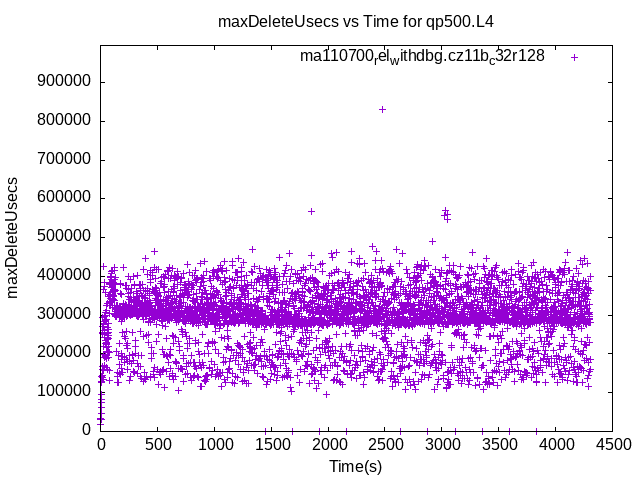 maxDeleteUsecs vs Time for qp500.L4
ma110700relwithdbg.cz11bc32r128
900000
800000
700000
600000
500000
400000
300000
200000
100000
0
maxDeleteUsecs
0 500 1000 1500 2000 2500 3000 3500 4000 4500
Time(s)